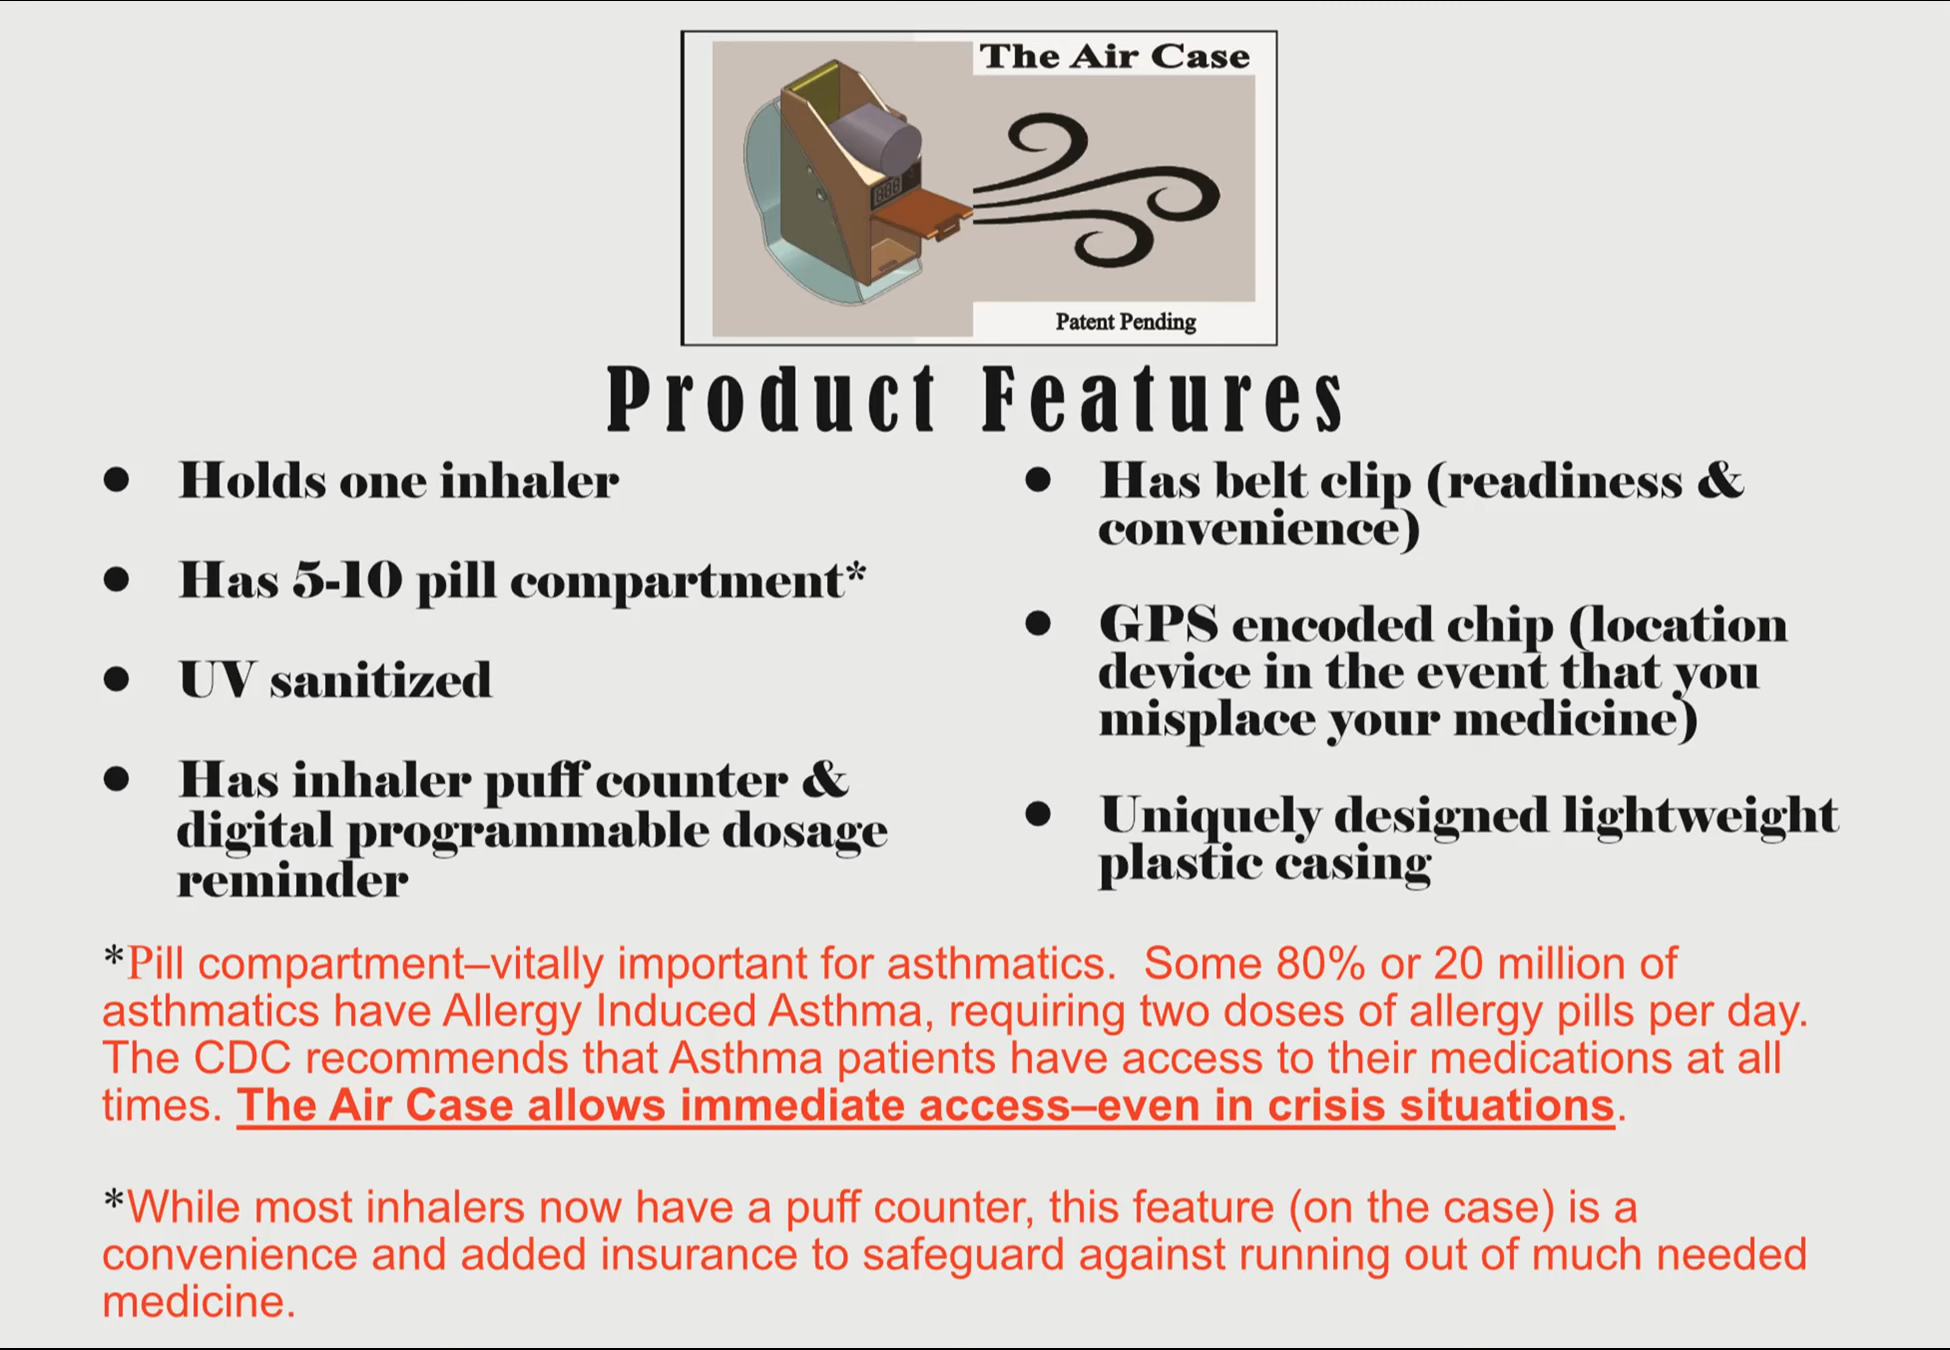 The Air Case
Patent Pending
Product Features
● Holds one inhaler
● Has 5-10 pill compartment*
● UV sanitized
● Has inhaler puff counter &
digital programmable dosage
reminder
● Has belt clip (readiness &
convenience)
● GPS encoded chip (location
device in the event that you
misplace your medicine)
● Uniquely designed lightweight
plastic casing
*Pill compartment–vitally important for asthmatics.  Some 80% or 20 million of
asthmatics have Allergy Induced Asthma, requiring two doses of allergy pills per day.
The CDC recommends that Asthma patients have access to their medications at all
times. The Air Case allows immediate access–even in crisis situations.
*While most inhalers now have a puff counter, this feature (on the case) is a
convenience and added insurance to safeguard against running out of much needed
medicine.